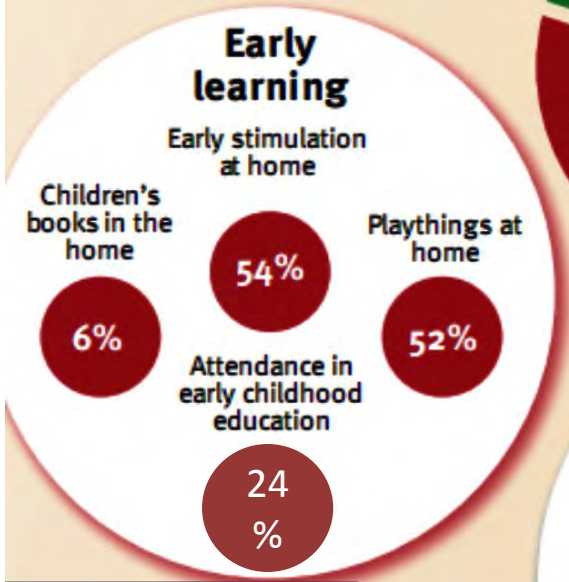 Early
learning
Early stimulation
at home
Children's
books in the
home
Playthings at
home
54%
6%
52%
Attendance in
early childhood
education
24
%